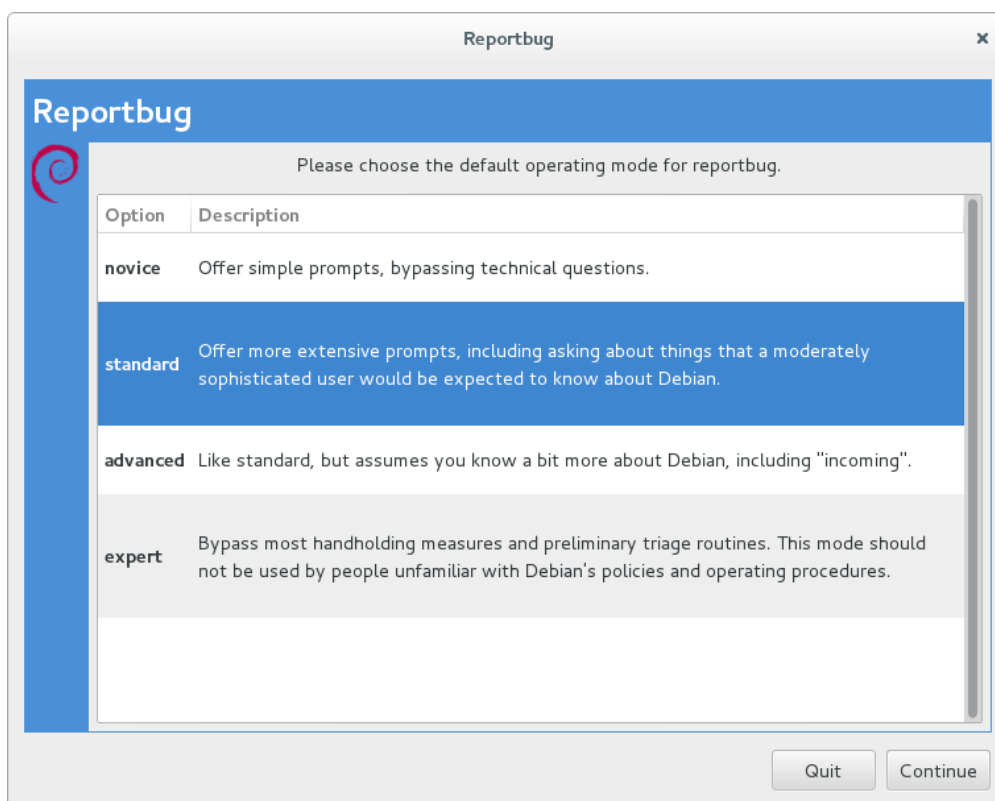 Reportbug
Reportbug
Please choose the default operating mode for reportbug.
Option Description
novice Offer simple prompts, bypassing technical questions.
standard Offer more extensive prompts, including asking about things that a moderately
sophisticated user would be expected to know about Debian.
advanced Like standard, but assumes you know a bit more about Debian, including "incoming".
expert Bypass most handholding measures and preliminary triage routines. This mode should
not be used by people unfamiliar with Debian's policies and operating procedures.
Quit Continue